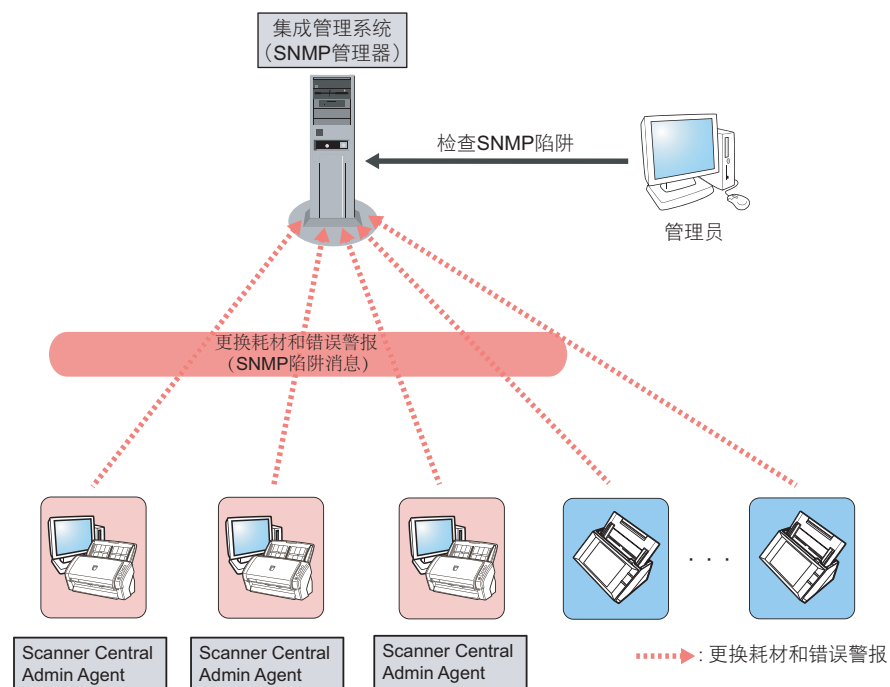 集成管理系统
（SNMP管理器）
检查SNMP陷阱
管理员
更换耗材和错误警报
（SNMP陷阱消息）
. . .
Scanner Central
Admin Agent
Scanner Central
Admin Agent
Scanner Central
Admin Agent
: 更换耗材和错误警报